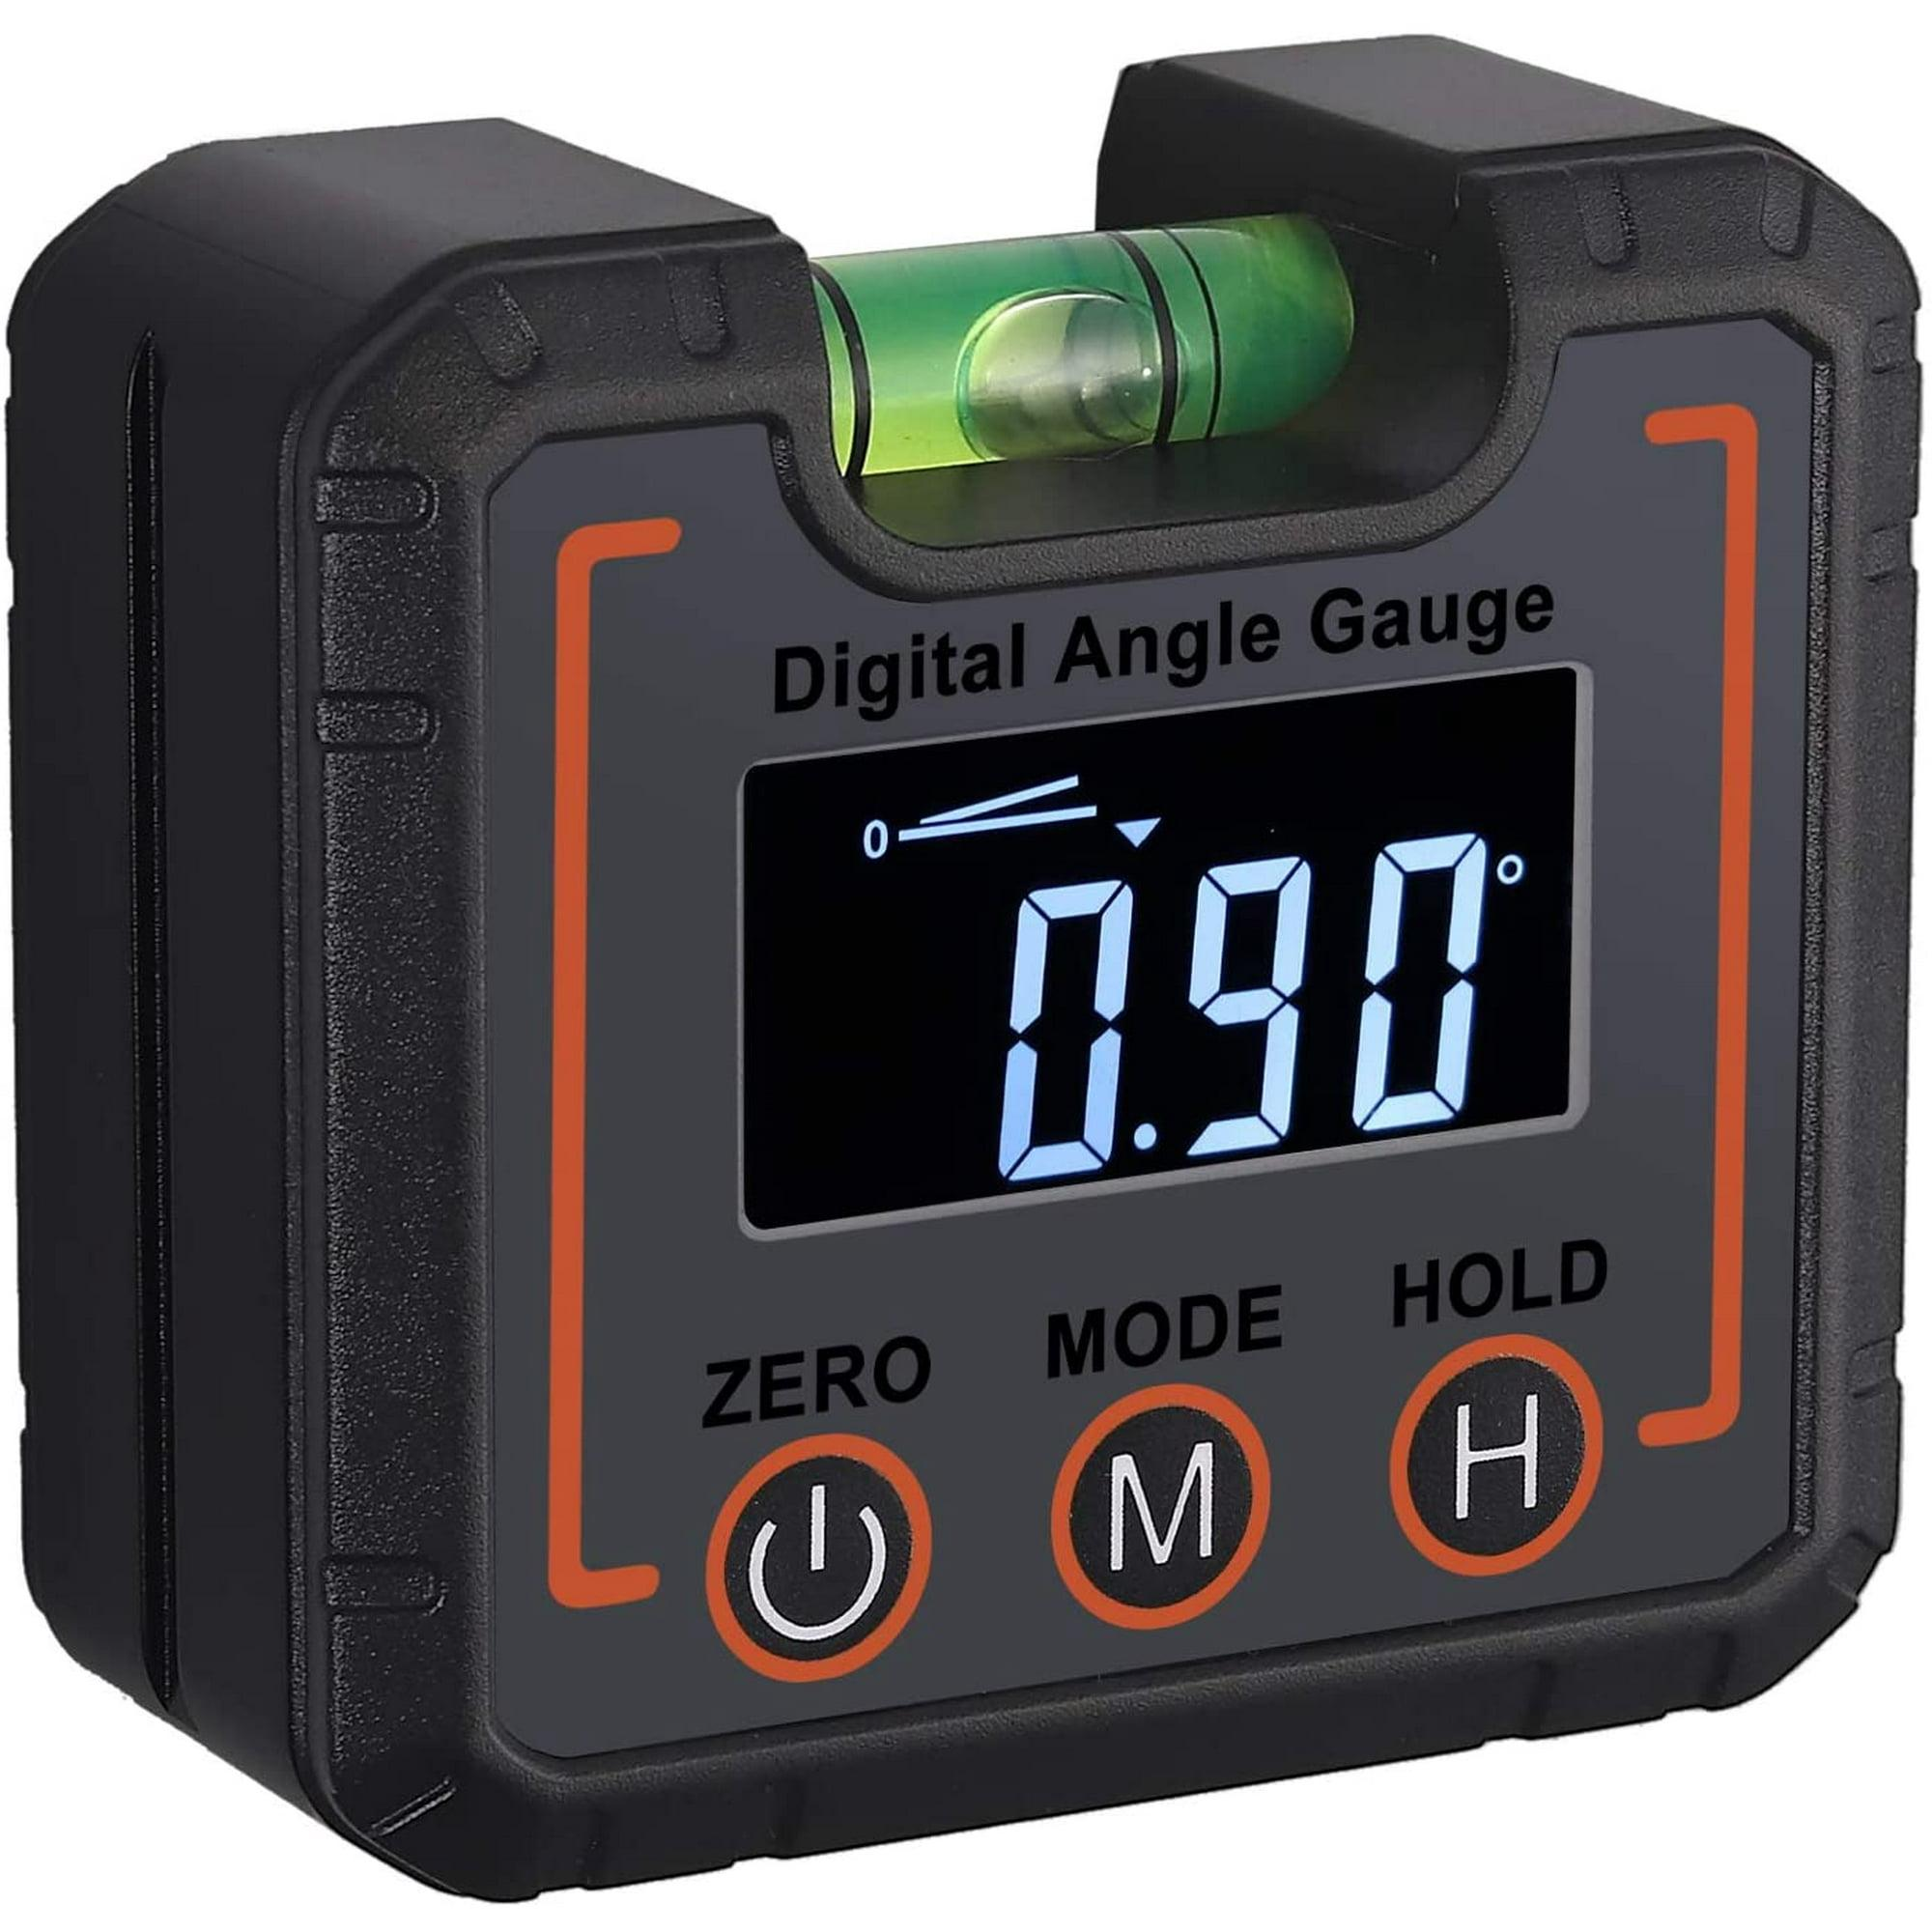 Digital Angle Gauge
0
0.90°
ZERO MODE HOLD
M H